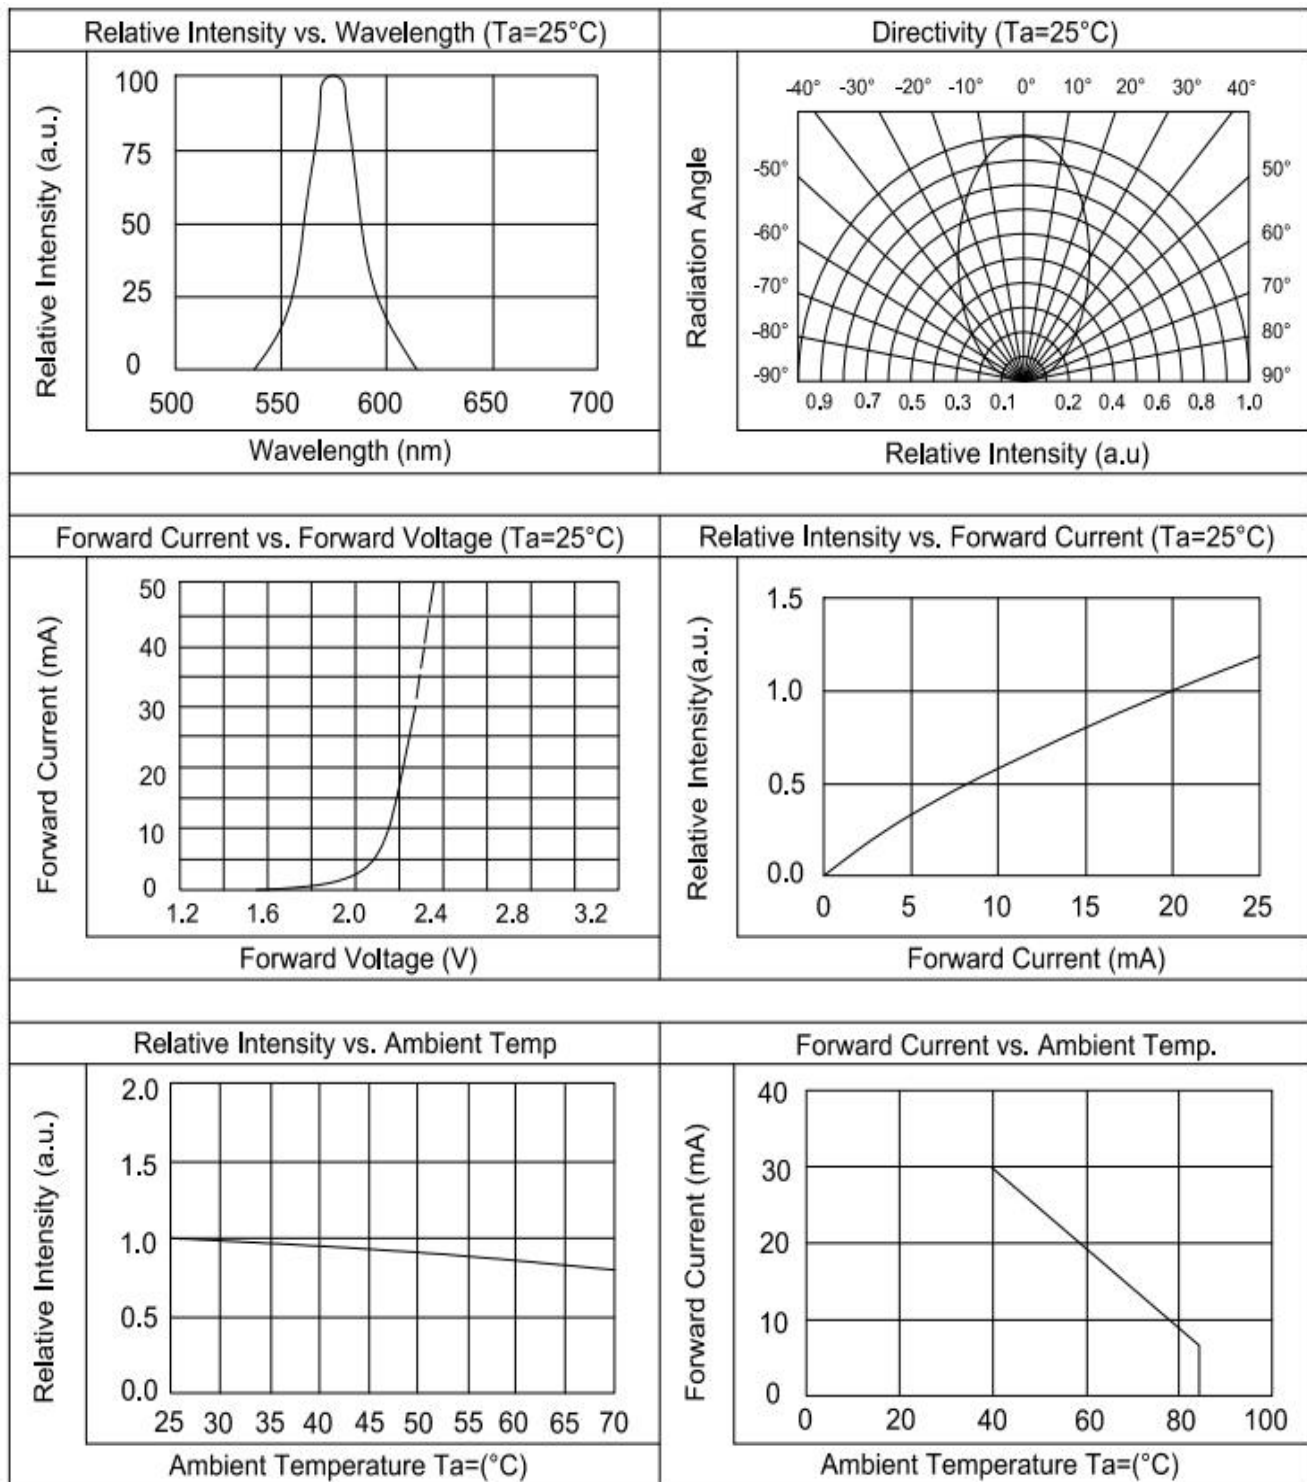 Relative Intensity vs. Wavelength (Ta=25°C)
Relative Intensity (a.u.)
100
75
50
25
0
500 550 600 650 700
Wavelength (nm)
Directivity (Ta=25°C)
Radiation Angle
-40° -30° -20° -10° 0° 10° 20° 30° 40°
-50° 50°
-60° 60°
-70° 70°
-80° 80°
-90° 90°
0.9 0.7 0.5 0.3 0.1 0.2 0.4 0.6 0.8 1.0
Relative Intensity (a.u)
Forward Current vs. Forward Voltage (Ta=25°C)
Forward Current (mA)
50
40
30
20
10
0
1.2 1.6 2.0 2.4 2.8 3.2
Forward Voltage (V)
Relative Intensity vs. Forward Current (Ta=25°C)
Relative Intensity(a.u.)
1.5
1.0
0.5
0.0
0 5 10 15 20 25
Forward Current (mA)
Relative Intensity vs. Ambient Temp
Relative Intensity (a.u.)
2.0
1.5
1.0
0.5
0.0
25 30 35 40 45 50 55 60 65 70
Ambient Temperature Ta=(°C)
Forward Current vs. Ambient Temp.
Forward Current (mA)
40
30
20
10
0
0 20 40 60 80 100
Ambient Temperature Ta=(°C)